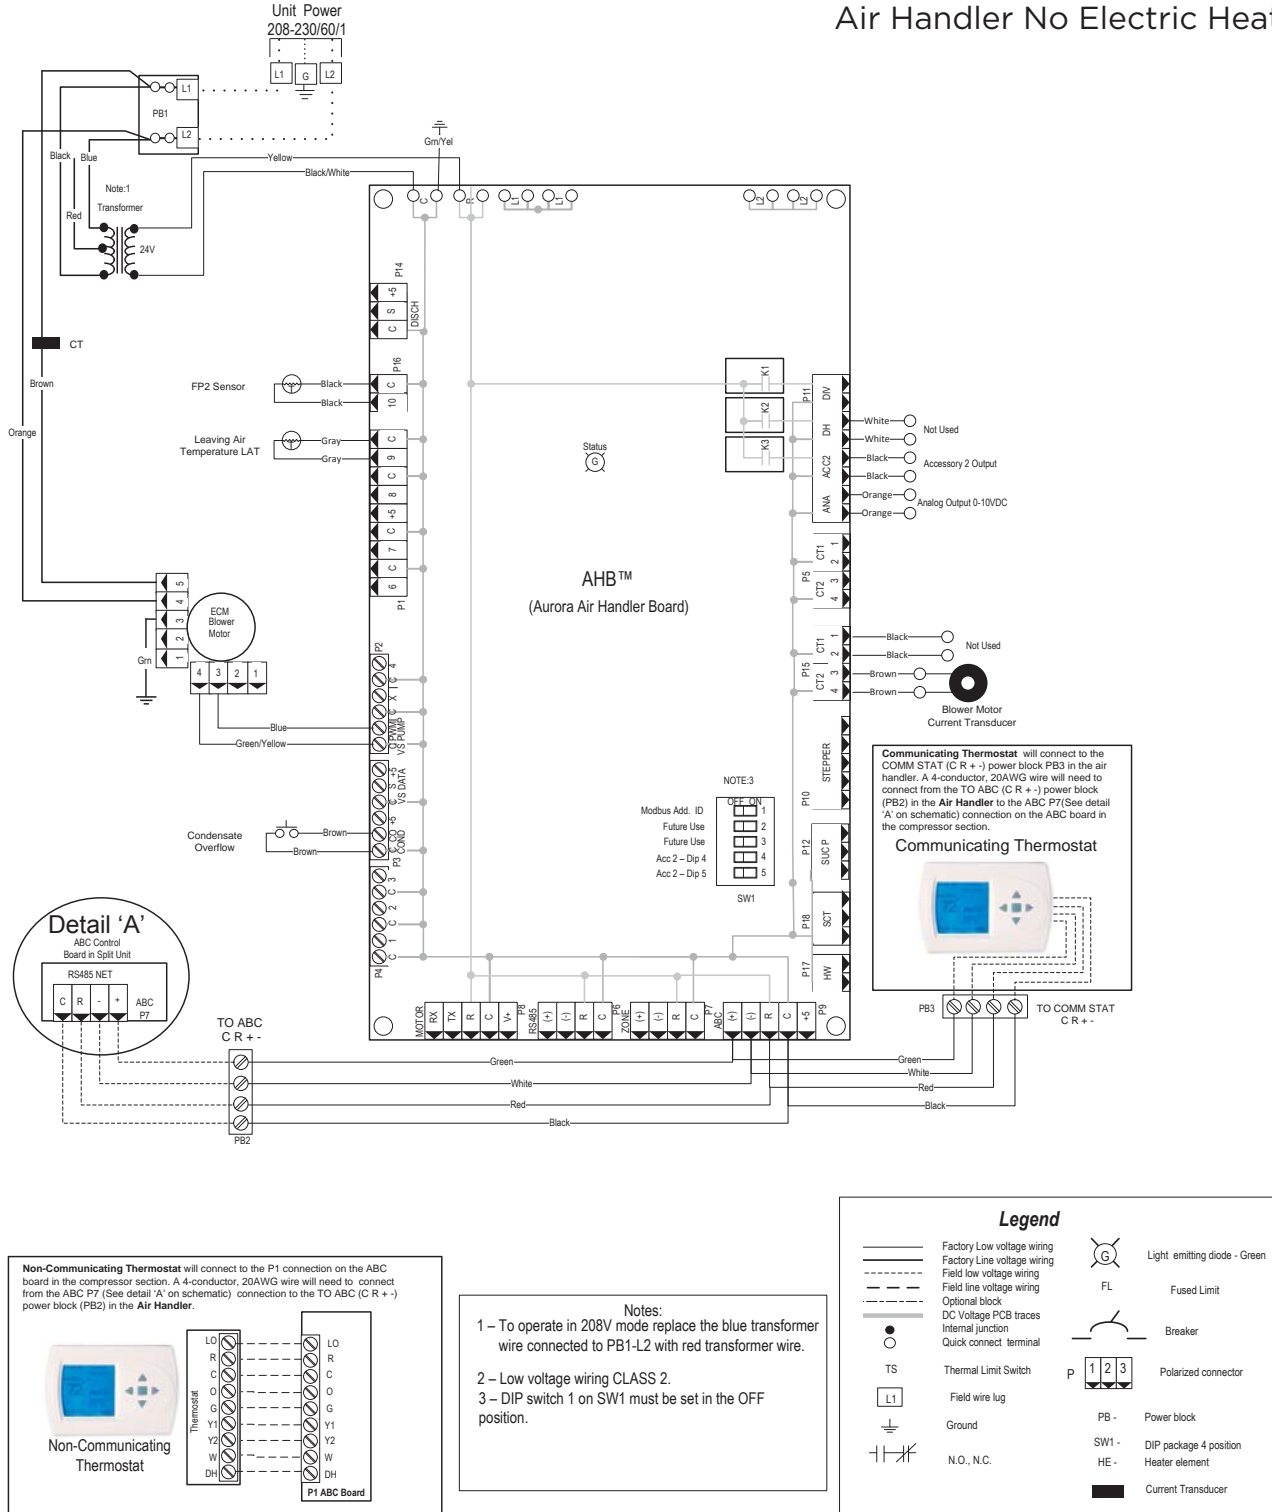 Air Handler No Electric Heat
Unit Power
208-230/60/1
L1
G
L2
L1
PB1
L2
Grn/Yel
Black
Blue
Yellow
Black/White
Note:1
Transformer
Red
24V
C
R
L1
L1
L2
L2
P14
+5
S
C
DISCH
CT
Brown
Orange
P16
C
10
FP2 Sensor
Black
Black
Leaving Air
Temperature LAT
Gray
Gray
C
9
C
8
+5
C
7
C
6
P1
Status
G
K1
K2
K3
P11
DIV
DH
ACC2
ANA
White
White
Not Used
Black
Black
Accessory 2 Output
Orange
Orange
Analog Output 0-10VDC
AHB™
(Aurora Air Handler Board)
CT1
1
2
P5
CT2
3
4
5
4
3
2
1
ECM
Blower
Motor
Grn
4
3
2
1
P2
4
C
X
C
PWM
C
VS PUMP
Blue
Green/Yellow
CT1
1
2
P15
CT2
3
4
Black
Black
Not Used
Brown
Brown
Blower Motor
Current Transducer
+5
S
C
VS DATA
+5
CO
C
COND
P3
Condensate
Overflow
Brown
Brown
STEPPER
P10
P12
SUC P
P18
SCT
P17
HW
NOTE:3
OFF ON
Modbus Add. ID
1
Future Use
2
Future Use
3
Acc 2 – Dip 4
4
Acc 2 – Dip 5
5
SW1
3
C
2
C
1
C
P4
Communicating Thermostat will connect to the
COMM STAT (C R + -) power block PB3 in the air
handler. A 4-conductor, 20AWG wire will need to
connect from the TO ABC (C R + -) power block
(PB2) in the Air Handler to the ABC P7(See detail
‘A’ on schematic) connection on the ABC board in
the compressor section.
Communicating Thermostat
72
PB3
TO COMM STAT
C R + -
Detail ‘A’
ABC Control
Board in Split Unit
RS485 NET
C
R
-
+
ABC
P7
TO ABC
C R + -
PB2
MOTOR
RX
TX
R
C
V+
P8
RS485
(+)
(-)
R
C
P6
ZONE
(+)
(-)
R
C
P7
ABC
(+)
(-)
R
C
+5
P9
Green
White
Red
Black
Green
White
Red
Black
Non-Communicating Thermostat will connect to the P1 connection on the ABC
board in the compressor section. A 4-conductor, 20AWG wire will need to connect
from the ABC P7 (See detail ‘A’ on schematic) connection to the TO ABC (C R + -)
power block (PB2) in the Air Handler.
72
Non-Communicating
Thermostat
Thermostat
LO
R
C
O
G
Y1
Y2
W
DH
LO
R
C
O
G
Y1
Y2
W
DH
P1 ABC Board
Notes:
1 – To operate in 208V mode replace the blue transformer
wire connected to PB1-L2 with red transformer wire.
2 – Low voltage wiring CLASS 2.
3 – DIP switch 1 on SW1 must be set in the OFF
position.
Legend
Factory Low voltage wiring
Factory Line voltage wiring
Field low voltage wiring
Field line voltage wiring
Optional block
DC Voltage PCB traces
Internal junction
Quick connect terminal
TS
Thermal Limit Switch
L1
Field wire lug
Ground
N.O., N.C.
G
Light emitting diode - Green
FL
Fused Limit
Breaker
P
1 2 3
Polarized connector
PB -
Power block
SW1 -
DIP package 4 position
HE -
Heater element
Current Transducer